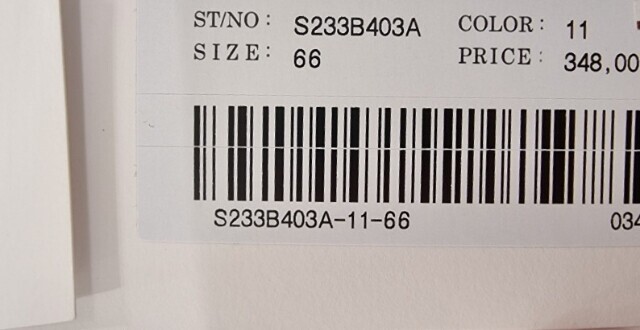 ST/NO: S233B403A COLOR: 11
SIZE: 66 PRICE: 348,00
S233B403A-11-66 034